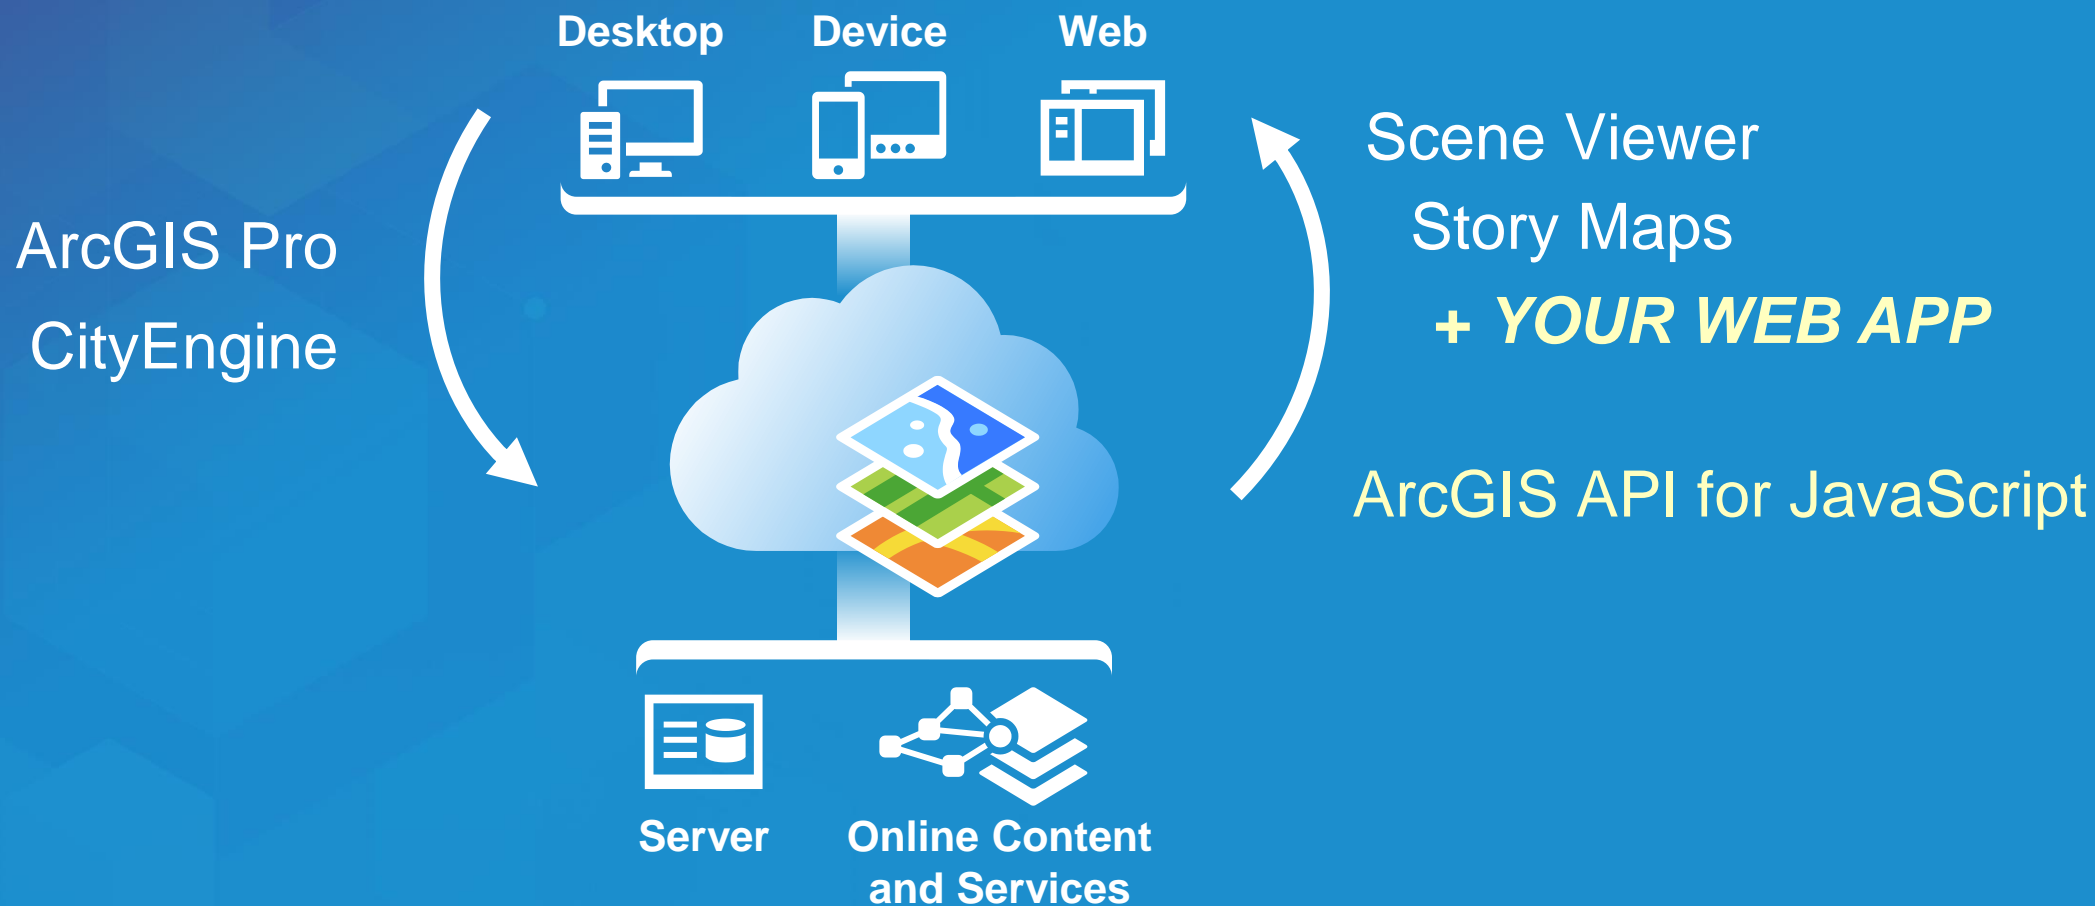 Desktop
Device
Web
ArcGIS Pro
CityEngine
Scene Viewer
Story Maps
+ YOUR WEB APP
ArcGIS API for JavaScript
Server
Online Content
and Services